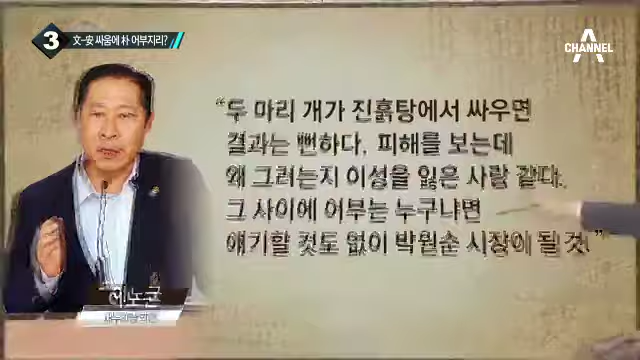 3 文-安 싸움에 朴 어부지리?
CHANNEL A
“두 마리 개가 진흙탕에서 싸우면
결과는 뻔하다. 피해를 보는데
왜 그러는지 이성을 잃은 사람 같다.
그 사이에 어부는 누구냐면
얘기할 것도 없이 박원순 시장이 될 것.”
이노근